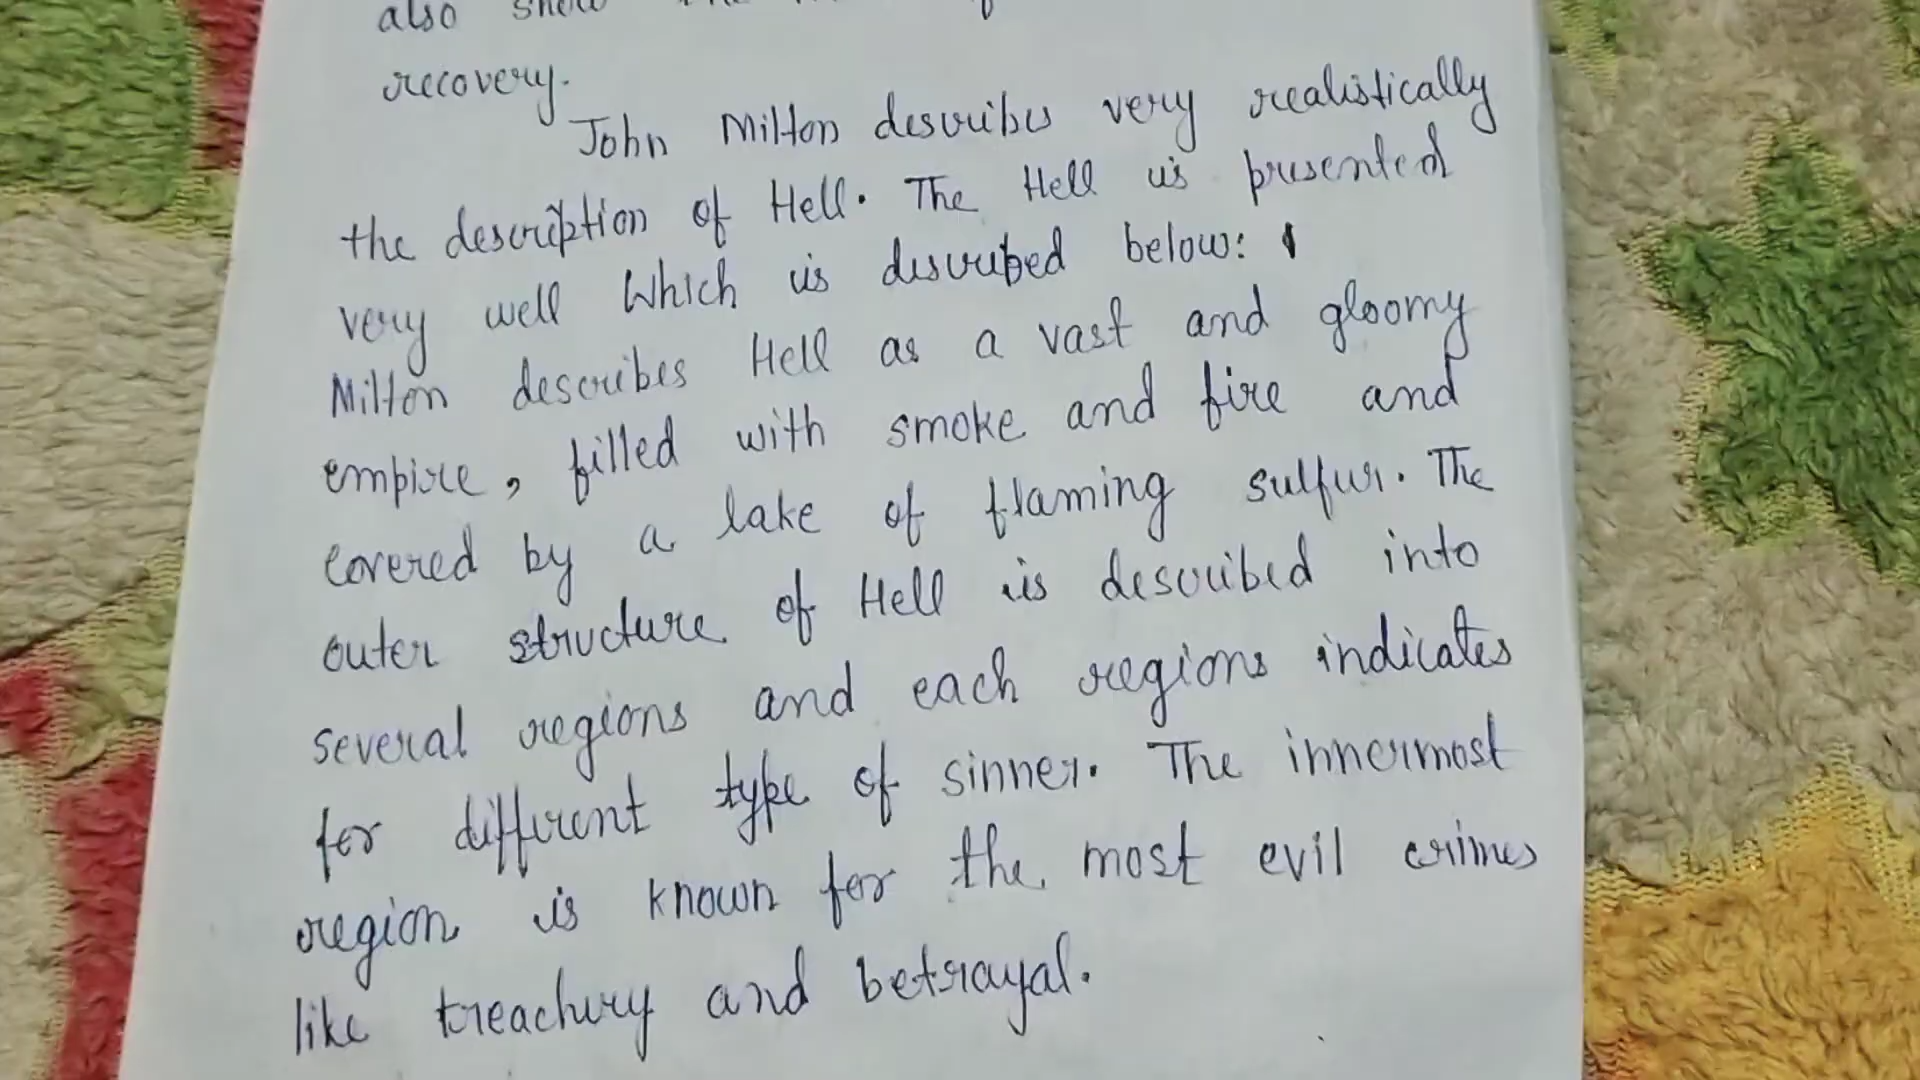 also show the
recovery.
John Milton describes very realistically
the description of Hell. The Hell is presented
very well Which is described below:
Milton describes Hell as a vast and gloomy
empire, filled with smoke and fire and
covered by a lake of flaming sulfur. The
outer structure of Hell is described into
several regions and each regions indicates
for different type of sinner. The innermost
region is known for the most evil crimes
like treachery and betrayal.